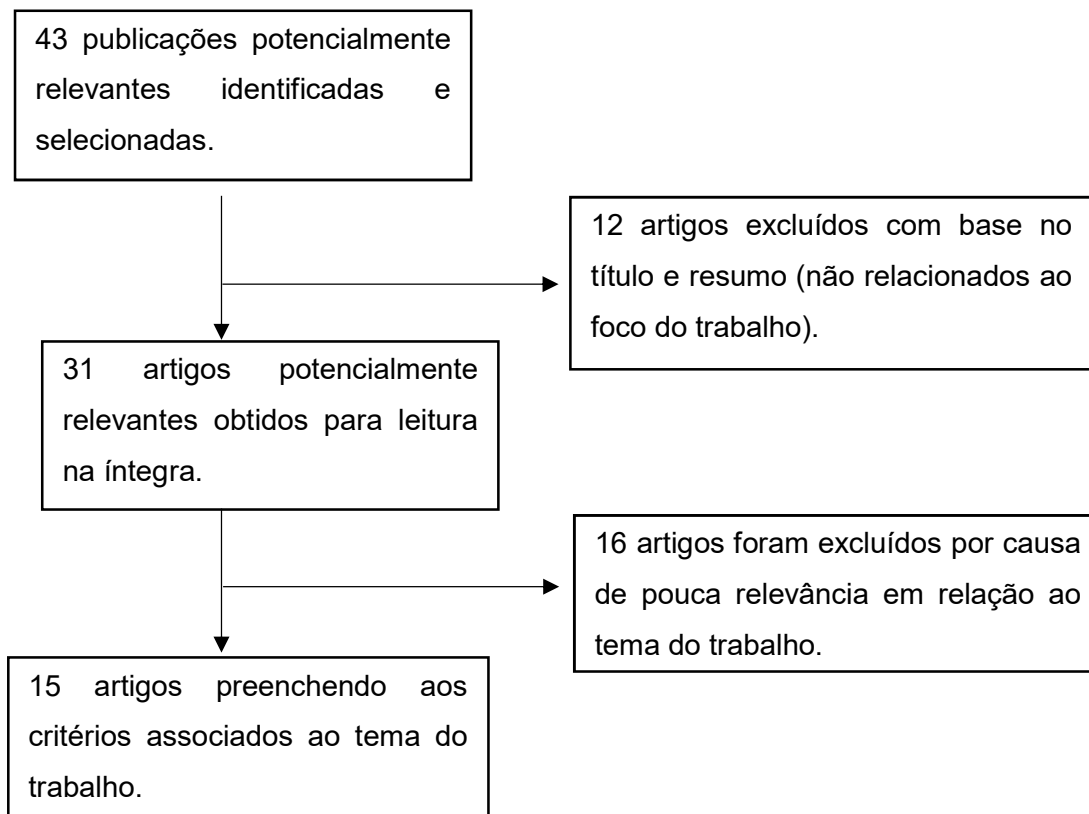 43 publicações potencialmente
relevantes identificadas e
selecionadas.
12 artigos excluídos com base no
título e resumo (não relacionados ao
foco do trabalho).
31 artigos potencialmente
relevantes obtidos para leitura
na íntegra.
16 artigos foram excluídos por causa
de pouca relevância em relação ao
tema do trabalho.
15 artigos preenchendo aos
critérios associados ao tema do
trabalho.